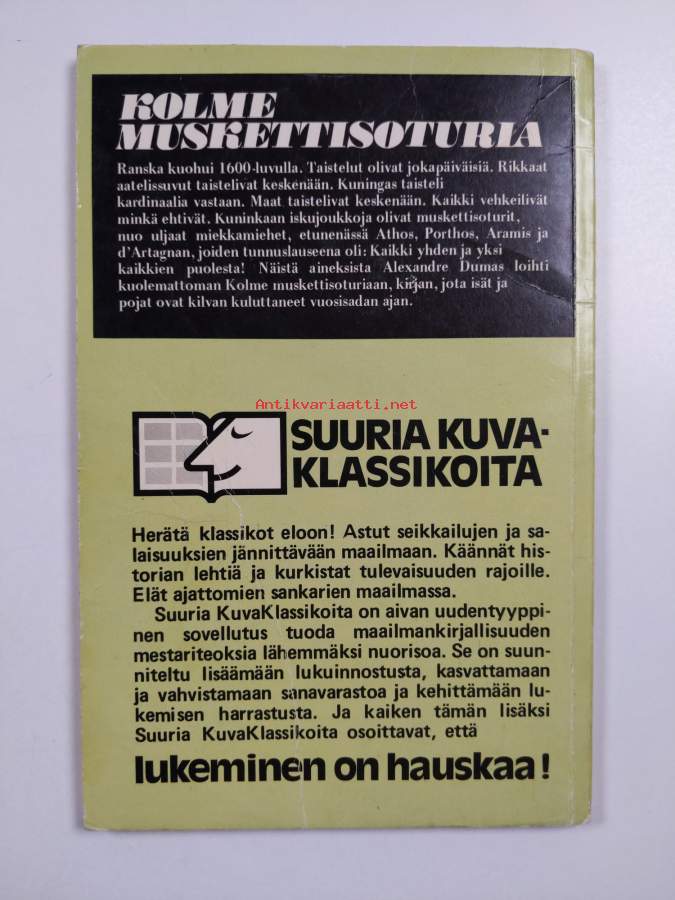 KOLME
MUSKETTISOTURIA
Ranska kuohui 1600-luvulla. Taistelut olivat jokapäiväisiä. Rikkaat
aatelissuvut taistelivat keskenään. Kuningas taisteli
kardinaalia vastaan. Maat taistelivat keskenään. Kaikki vehkeilivät
minkä ehtivät. Kuninkaan iskujoukkoja olivat muskettisoturit,
nuo uljaat miekkamiehet, etunenässä Athos, Porthos, Aramis ja
d'Artagnan, joiden tunnuslauseena oli: Kaikki yhden ja yksi
kaikkien puolesta! Näistä aineksista Alexandre Dumas loihti
kuolemattoman Kolme muskettisoturiaan, kirjan, jota isät ja
pojat ovat kilvan kuluttaneet vuosisadan ajan.
Antikvariaatti.net
SUURIA KUVA-
KLASSIKOITA
Herätä klassikot eloon! Astut seikkailujen ja sa-
laisuuksien jännittävään maailmaan. Käännät his-
torian lehtiä ja kurkistat tulevaisuuden rajoille.
Elät ajattomien sankarien maailmassa.
Suuria KuvaKlassikoita on aivan uudentyyppi-
nen sovellutus tuoda maailmankirjallisuuden
mestariteoksia lähemmäksi nuorisoa. Se on suun-
niteltu lisäämään lukuinnostusta, kasvattamaan
ja vahvistamaan sanavarastoa ja kehittämään lu-
kemisen harrastusta. Ja kaiken tämän lisäksi
Suuria KuvaKlassikoita osoittavat, että
lukeminen on hauskaa!